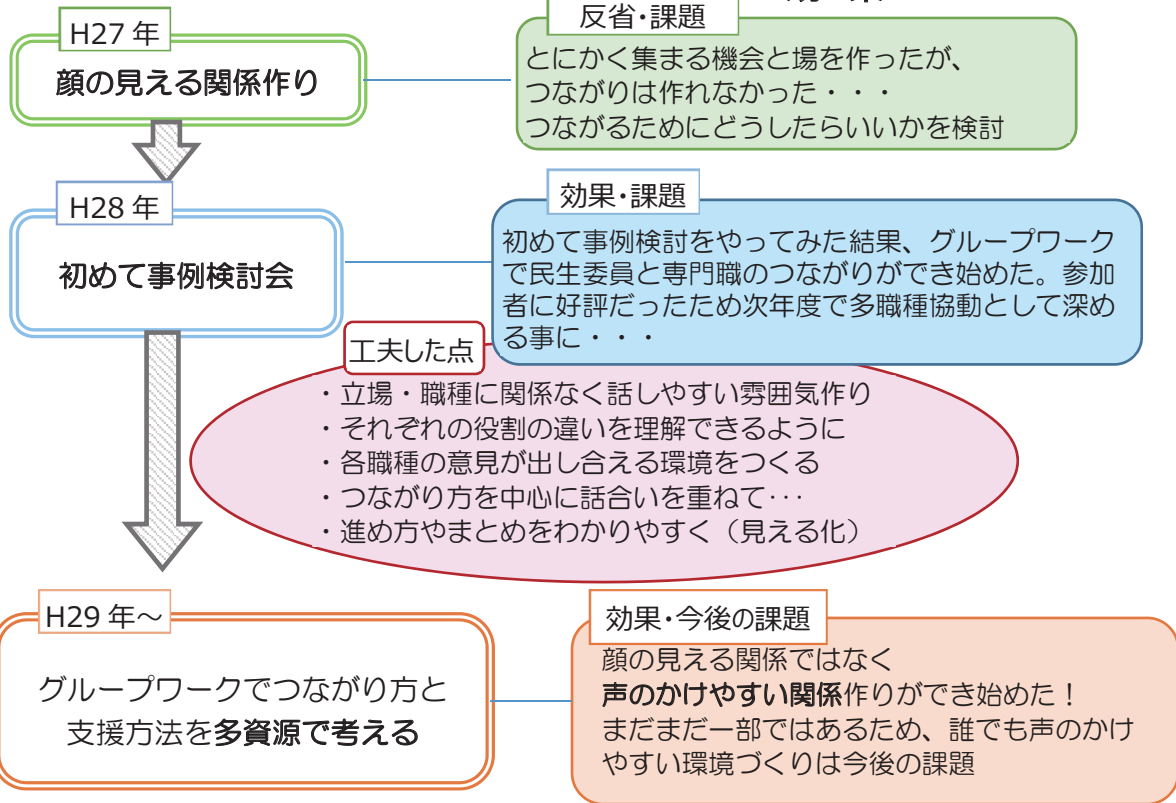 H27 年
顔の見える関係作り
反省・課題
とにかく集まる機会と場を作ったが、
つながりは作れなかった・・・
つながるためにどうしたらいいかを検討
H28 年
初めて事例検討会
効果・課題
初めて事例検討をやってみた結果、グループワーク
で民生委員と専門職のつながりができ始めた。参加
者に好評だったため次年度で多職種協動として深め
る事に・・・
工夫した点
・立場・職種に関係なく話しやすい雰囲気作り
・それぞれの役割の違いを理解できるように
・各職種の意見が出し合える環境をつくる
・つながり方を中心に話合いを重ねて･･･
・進め方やまとめをわかりやすく（見える化）
H29 年～
グループワークでつながり方と
支援方法を多資源で考える
効果・今後の課題
顔の見える関係ではなく
声のかけやすい関係作りができ始めた！
まだまだ一部ではあるため、誰でも声のかけ
やすい環境づくりは今後の課題